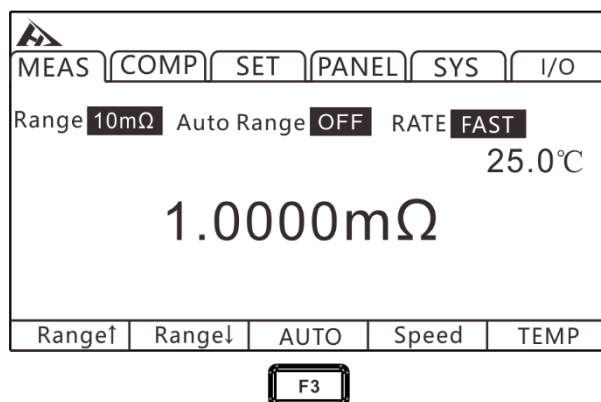 MEAS COMP SET PANEL SYS I/O
Range 10mΩ Auto Range OFF RATE FAST
25.0℃
1.0000mΩ
Range↑ Range↓ AUTO Speed TEMP
F3